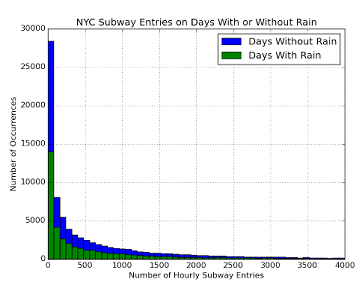 NYC Subway Entries on Days With or Without Rain
Days Without Rain
Days With Rain
Number of Occurrences
30000
25000
20000
15000
10000
5000
0
0 500 1000 1500 2000 2500 3000 3500 4000
Number of Hourly Subway Entries